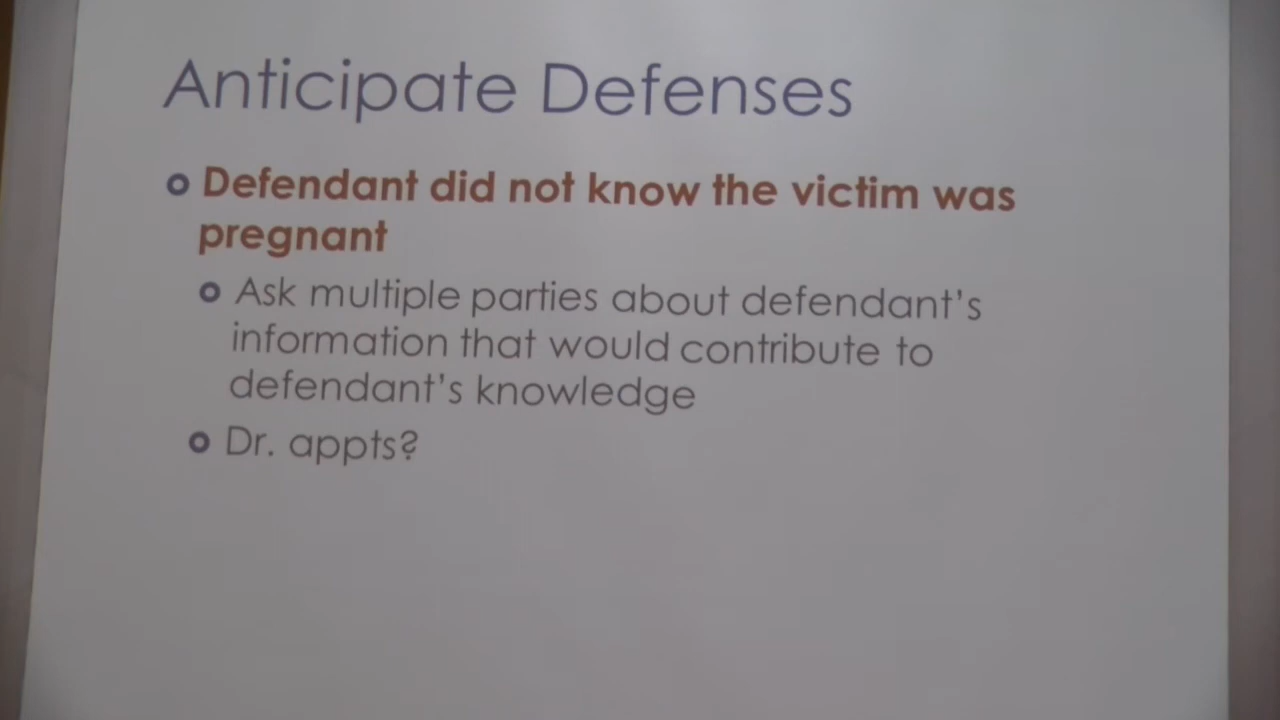 Anticipate Defenses
Defendant did not know the victim was
pregnant
Ask multiple parties about defendant's
information that would contribute to
defendant's knowledge
Dr. appts?